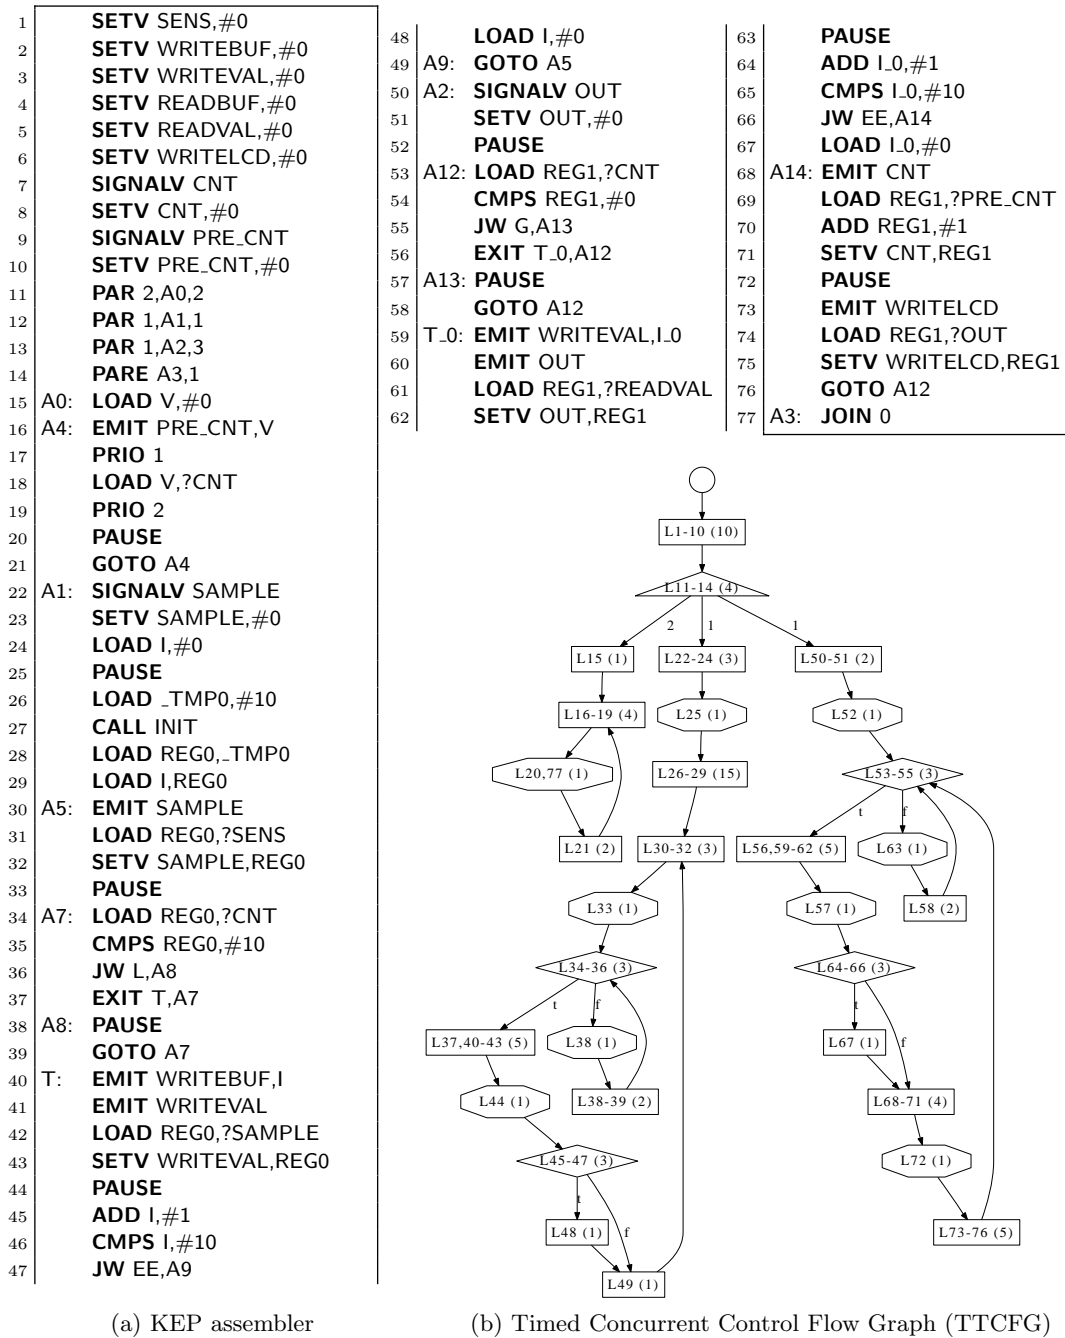 1 SETV SENS,#0
2 SETV WRITEBUF,#0
3 SETV WRITEVAL,#0
4 SETV READBUF,#0
5 SETV READVAL,#0
6 SETV WRITELCD,#0
7 SIGNALV CNT
8 SETV CNT,#0
9 SIGNALV PRE_CNT
10 SETV PRE_CNT,#0
11 PAR 2,A0,2
12 PAR 1,A1,1
13 PAR 1,A2,3
14 PARE A3,1
15 A0: LOAD V,#0
16 A4: EMIT PRE_CNT,V
17 PRIO 1
18 LOAD V,?CNT
19 PRIO 2
20 PAUSE
21 GOTO A4
22 A1: SIGNALV SAMPLE
23 SETV SAMPLE,#0
24 LOAD I,#0
25 PAUSE
26 LOAD _TMP0,#10
27 CALL INIT
28 LOAD REG0,_TMP0
29 LOAD I,REG0
30 A5: EMIT SAMPLE
31 LOAD REG0,?SENS
32 SETV SAMPLE,REG0
33 PAUSE
34 A7: LOAD REG0,?CNT
35 CMPS REG0,#10
36 JW L,A8
37 EXIT T,A7
38 A8: PAUSE
39 GOTO A7
40 T: EMIT WRITEBUF,I
41 EMIT WRITEVAL
42 LOAD REG0,?SAMPLE
43 SETV WRITEVAL,REG0
44 PAUSE
45 ADD I,#1
46 CMPS I,#10
47 JW EE,A9
48 LOAD I,#0
49 A9: GOTO A5
50 A2: SIGNALV OUT
51 SETV OUT,#0
52 PAUSE
53 A12: LOAD REG1,?CNT
54 CMPS REG1,#0
55 JW G,A13
56 EXIT T_0,A12
57 A13: PAUSE
58 GOTO A12
59 T_0: EMIT WRITEVAL,I_0
60 EMIT OUT
61 LOAD REG1,?READVAL
62 SETV OUT,REG1
63 PAUSE
64 ADD I_0,#1
65 CMPS I_0,#10
66 JW EE,A14
67 LOAD I_0,#0
68 A14: EMIT CNT
69 LOAD REG1,?PRE_CNT
70 ADD REG1,#1
71 SETV CNT,REG1
72 PAUSE
73 EMIT WRITELCD
74 LOAD REG1,?OUT
75 SETV WRITELCD,REG1
76 GOTO A12
77 A3: JOIN 0
L1-10 (10)
L11-14 (4)
2 1 1
L15 (1) L22-24 (3) L50-51 (2)
L16-19 (4) L25 (1) L52 (1)
L20,77 (1) L26-29 (15) L53-55 (3)
t f
L21 (2) L30-32 (3) L56,59-62 (5) L63 (1)
L33 (1) L57 (1) L58 (2)
L34-36 (3) L64-66 (3)
t f t f
L37,40-43 (5) L38 (1) L67 (1)
L44 (1) L38-39 (2) L68-71 (4)
L45-47 (3) L72 (1)
t f
L48 (1) L73-76 (5)
L49 (1)
(a) KEP assembler
(b) Timed Concurrent Control Flow Graph (TTCFG)